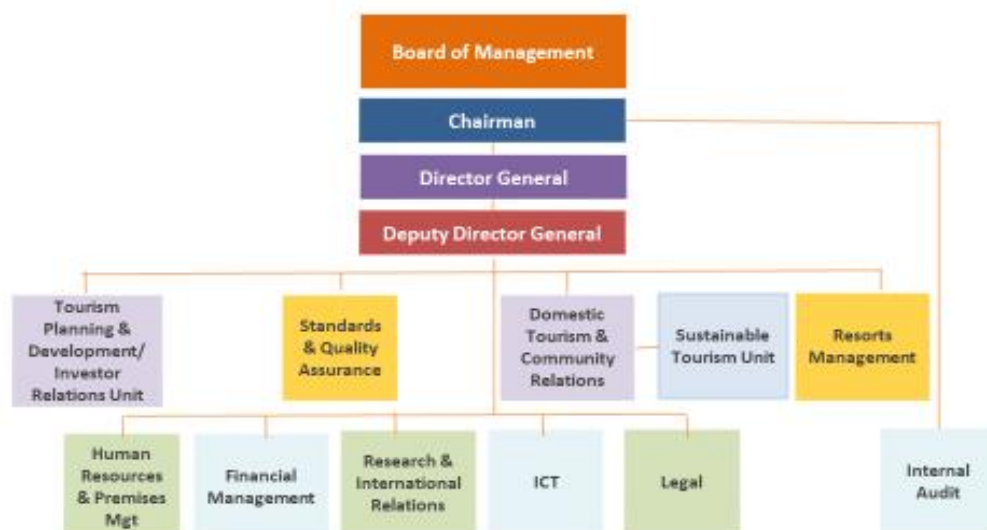 Board of Management
Chairman
Director General
Deputy Director General
Tourism
Planning &
Development/
Investor
Relations Unit
Standards
& Quality
Assurance
Domestic
Tourism &
Community
Relations
Sustainable
Tourism Unit
Resorts
Management
Human
Resources
& Premises
Mgt
Financial
Management
Research &
International
Relations
ICT
Legal
Internal
Audit